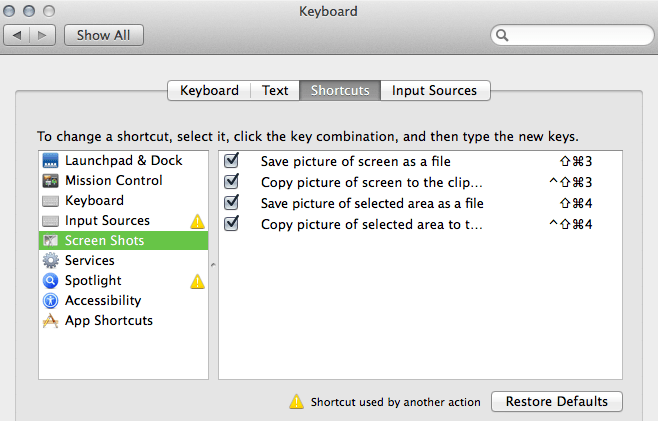 Keyboard
Show All
Keyboard Text Shortcuts Input Sources
To change a shortcut, select it, click the key combination, and then type the new keys.
Launchpad & Dock
Mission Control
Keyboard
Input Sources
Screen Shots
Services
Spotlight
Accessibility
App Shortcuts
Save picture of screen as a file ⇧⌘3
Copy picture of screen to the clip... ^⇧⌘3
Save picture of selected area as a file ⇧⌘4
Copy picture of selected area to t... ^⇧⌘4
Shortcut used by another action
Restore Defaults